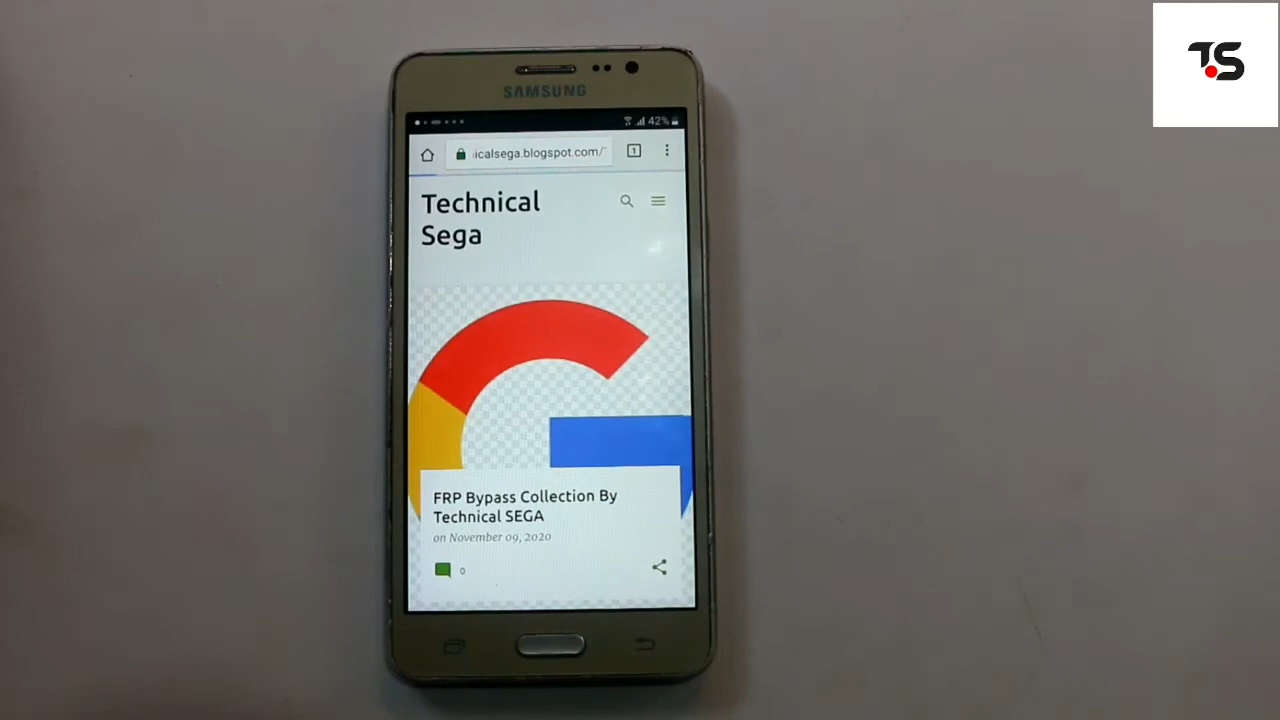 TS
SAMSUNG
42%
icalsega.blogspot.com/
1
Technical
Sega
FRP Bypass Collection By
Technical SEGA
on November 09, 2020
0